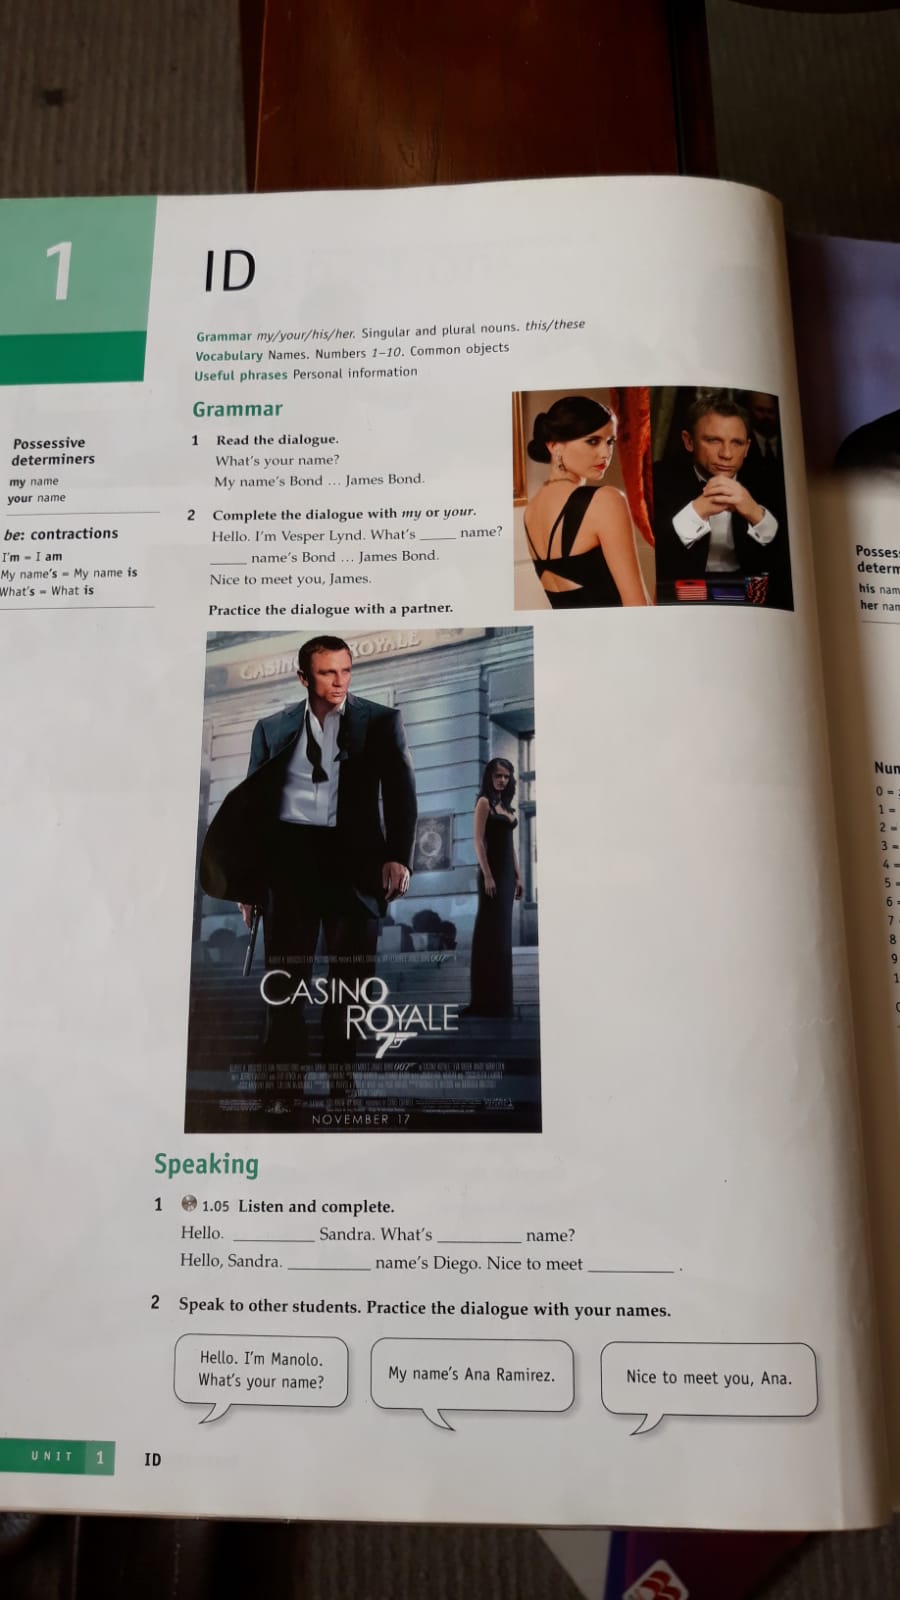 1
ID
Grammar my/your/his/her. Singular and plural nouns. this/these
Vocabulary Names. Numbers 1–10. Common objects
Useful phrases Personal information
Possessive
determiners
my name
your name
be: contractions
I'm = I am
My name's = My name is
What's = What is
Grammar
1 Read the dialogue.
What's your name?
My name's Bond ... James Bond.
2 Complete the dialogue with my or your.
Hello. I'm Vesper Lynd. What's _____ name?
_____ name's Bond ... James Bond.
Nice to meet you, James.
Practice the dialogue with a partner.
CASINO ROYALE
CASINO
ROYALE
007
NOVEMBER 17
Speaking
1 1.05 Listen and complete.
Hello. _________ Sandra. What's _________ name?
Hello, Sandra. _________ name's Diego. Nice to meet _________ .
2 Speak to other students. Practice the dialogue with your names.
Hello. I'm Manolo.
What's your name?
My name's Ana Ramirez.
Nice to meet you, Ana.
UNIT 1 ID
Posses
determ
his nam
her nam
Num
0 =
1 =
2 =
3 =
4 =
5
6
7
8
9
1